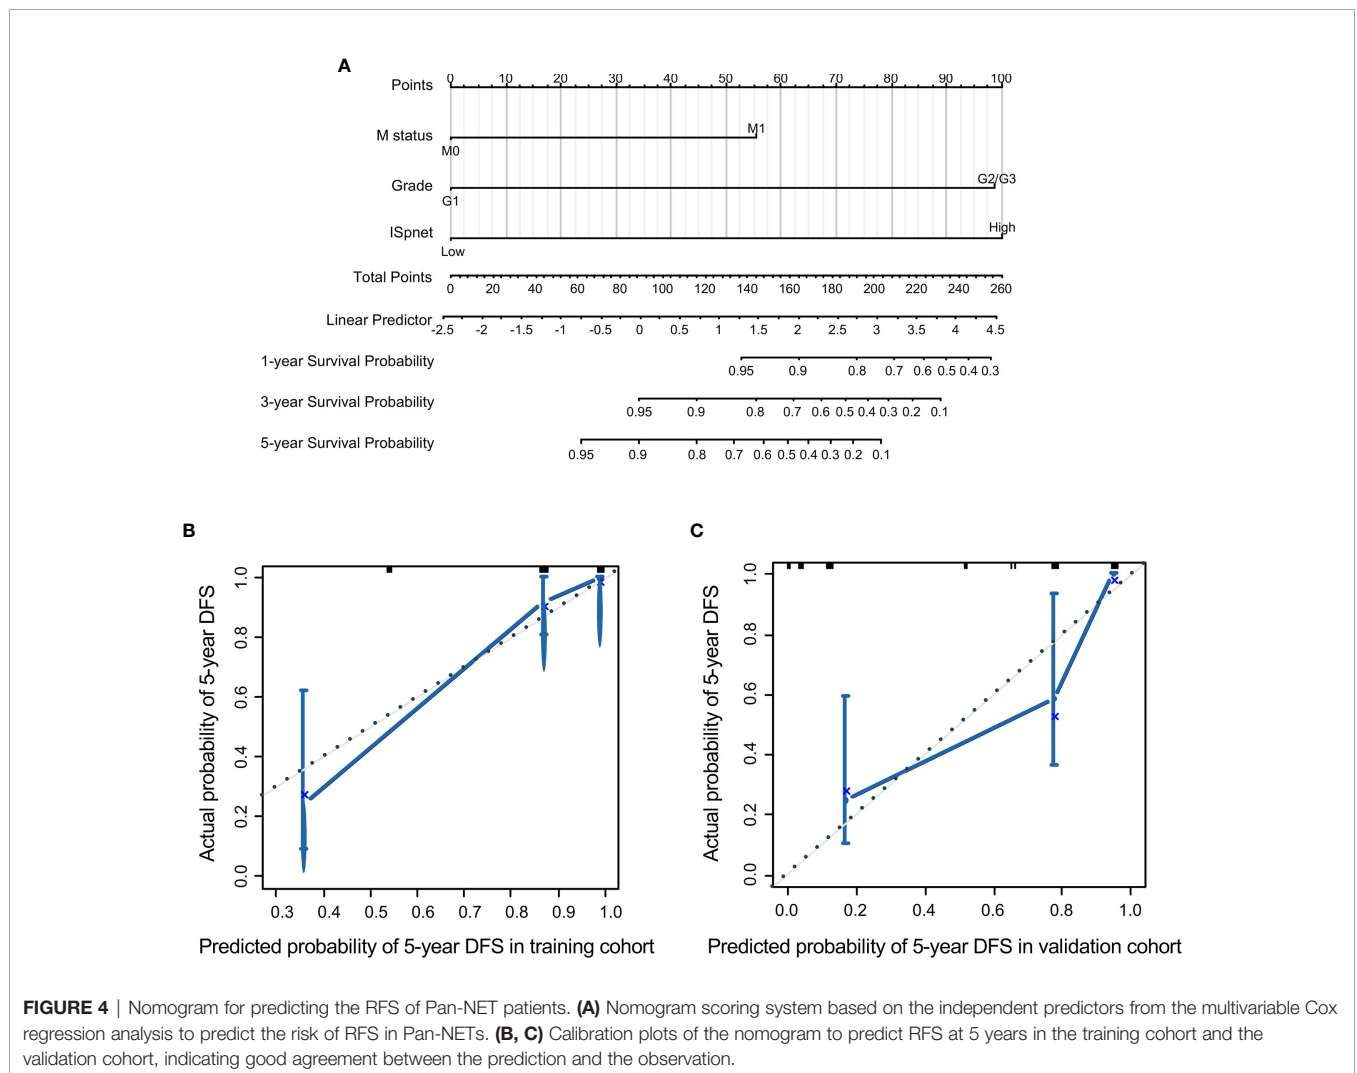 A
Points 0 10 20 30 40 50 60 70 80 90 100
M status M1
M0
Grade G2/G3
G1
ISpnet High
Low
Total Points
0 20 40 60 80 100 120 140 160 180 200 220 240 260
Linear Predictor
-2.5 -2 -1.5 -1 -0.5 0 0.5 1 1.5 2 2.5 3 3.5 4 4.5
1-year Survival Probability
0.95 0.9 0.8 0.7 0.6 0.5 0.4 0.3
3-year Survival Probability
0.95 0.9 0.8 0.7 0.6 0.5 0.4 0.3 0.2 0.1
5-year Survival Probability
0.95 0.9 0.8 0.7 0.6 0.5 0.4 0.3 0.2 0.1
B
Actual probability of 5-year DFS
0.0 0.2 0.4 0.6 0.8 1.0
0.3 0.4 0.5 0.6 0.7 0.8 0.9 1.0
Predicted probability of 5-year DFS in training cohort
C
Actual probability of 5-year DFS
0.0 0.2 0.4 0.6 0.8 1.0
0.0 0.2 0.4 0.6 0.8 1.0
Predicted probability of 5-year DFS in validation cohort
FIGURE 4 | Nomogram for predicting the RFS of Pan-NET patients. (A) Nomogram scoring system based on the independent predictors from the multivariable Cox
regression analysis to predict the risk of RFS in Pan-NETs. (B, C) Calibration plots of the nomogram to predict RFS at 5 years in the training cohort and the
validation cohort, indicating good agreement between the prediction and the observation.